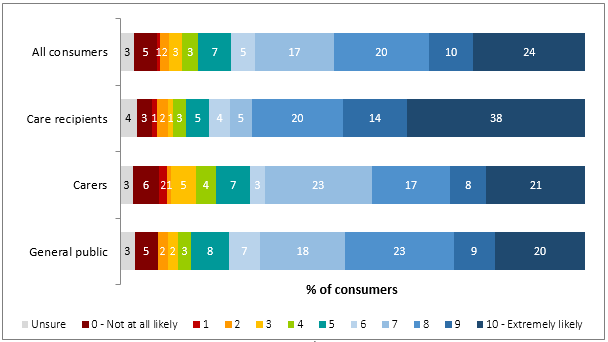 All consumers 3 5 1 2 3 3 7 5 17 20 10 24
Care recipients 4 3 1 2 1 3 5 4 5 20 14 38
Carers 3 6 2 1 5 4 7 3 23 17 8 21
General public 3 5 2 2 3 8 7 18 23 9 20
% of consumers
Unsure 0 - Not at all likely 1 2 3 4 5 6 7 8 9 10 - Extremely likely